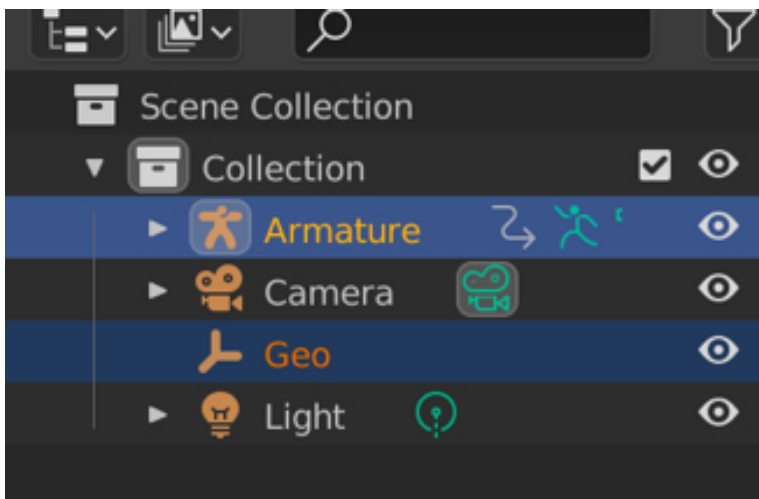 Scene Collection
Collection
Armature
Camera
Geo
Light